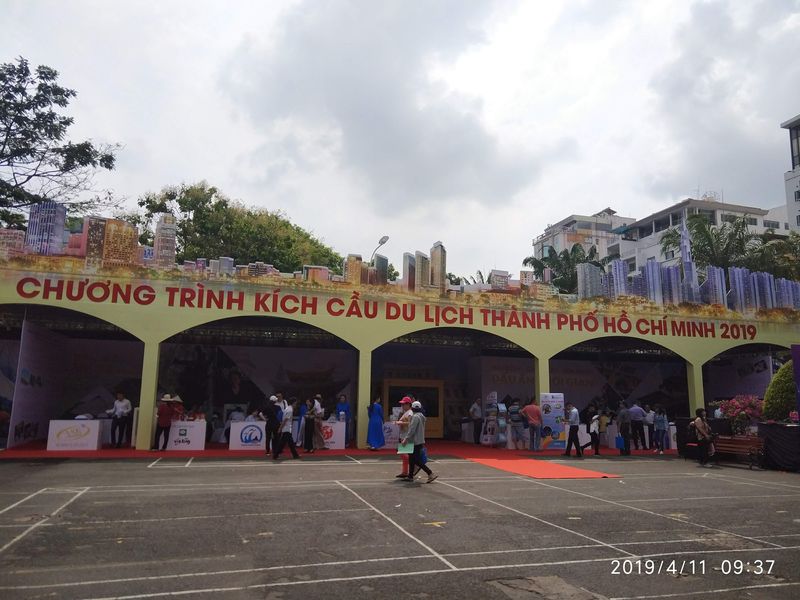 CHƯƠNG TRÌNH KÍCH CẦU DU LỊCH THÀNH PHỐ HỒ CHÍ MINH 2019
2019/4/11 09:37